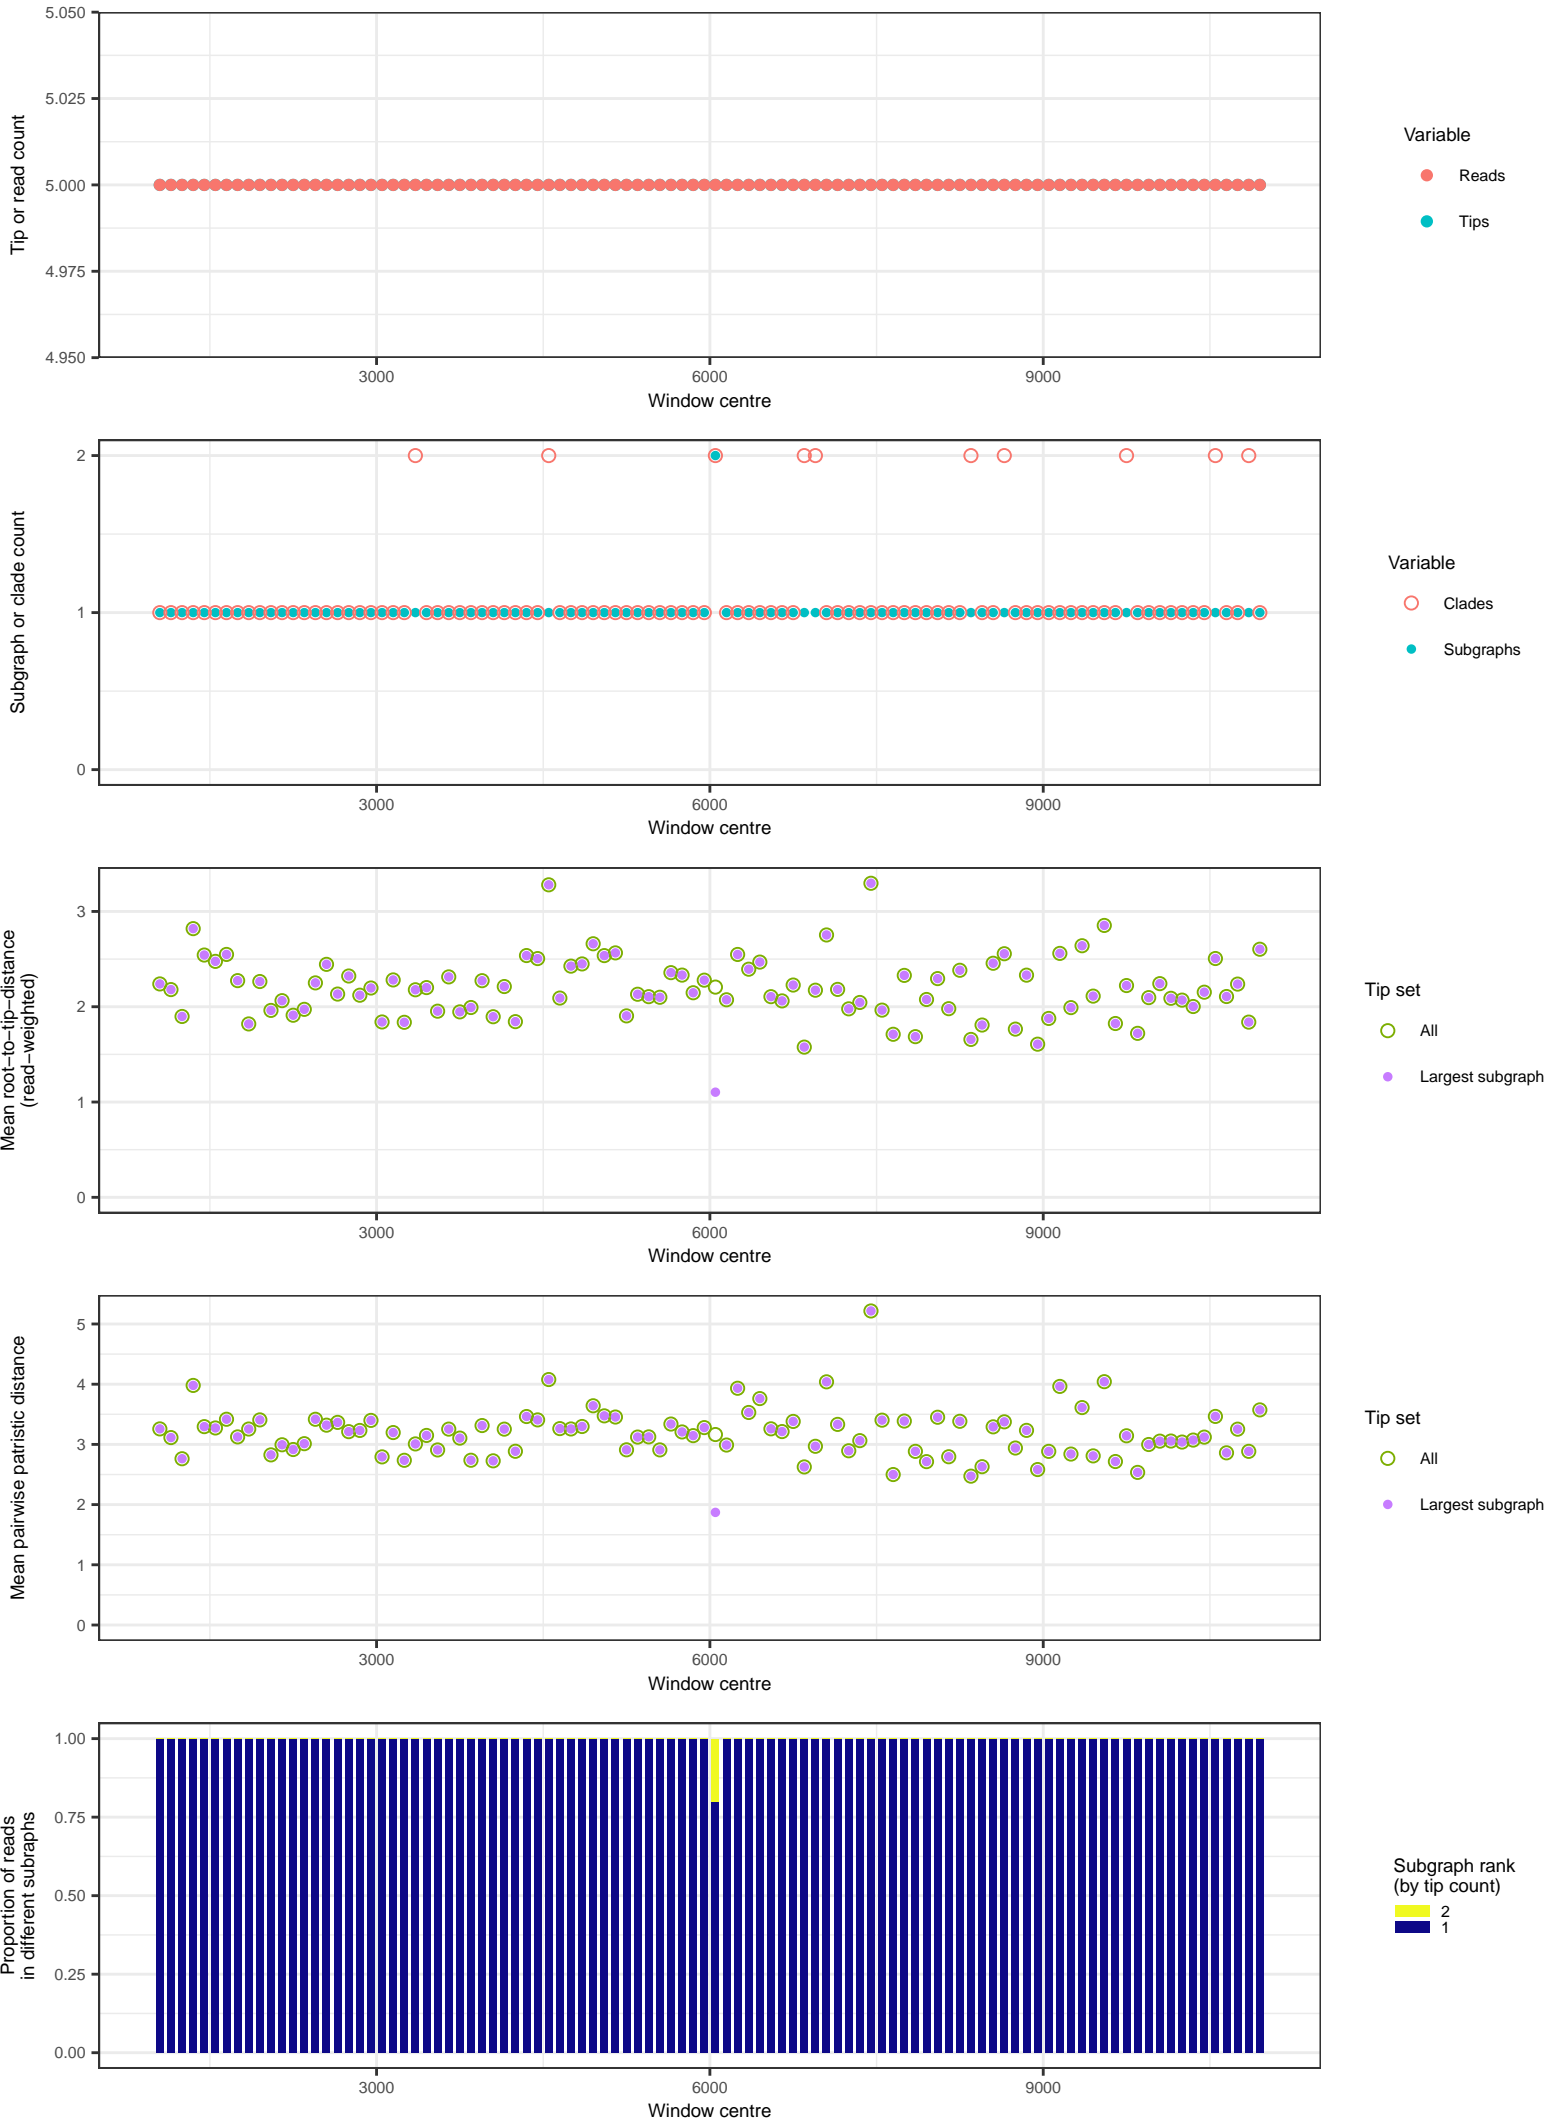 5.050
5.025
5.000
4.975
4.950
Tip or read count
3000
6000
9000
Window centre
Variable
Reads
Tips
2
1
0
Subgraph or clade count
3000
6000
9000
Window centre
Variable
Clades
Subgraphs
3
2
1
0
Mean root−to−tip−distance
(read−weighted)
3000
6000
9000
Window centre
Tip set
All
Largest subgraph
5
4
3
2
1
0
Mean pairwise patristic distance
3000
6000
9000
Window centre
Tip set
All
Largest subgraph
1.00
0.75
0.50
0.25
0.00
Proportion of reads
in different subraphs
3000
6000
9000
Window centre
Subgraph rank
(by tip count)
2
1